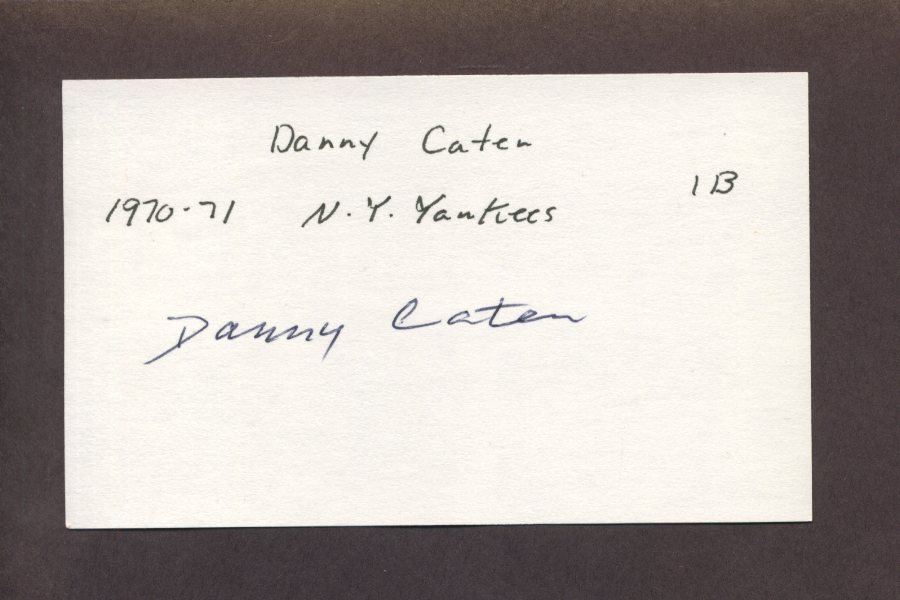 Danny Cater
1B
1970-71 N.Y. Yankees
Danny Cater